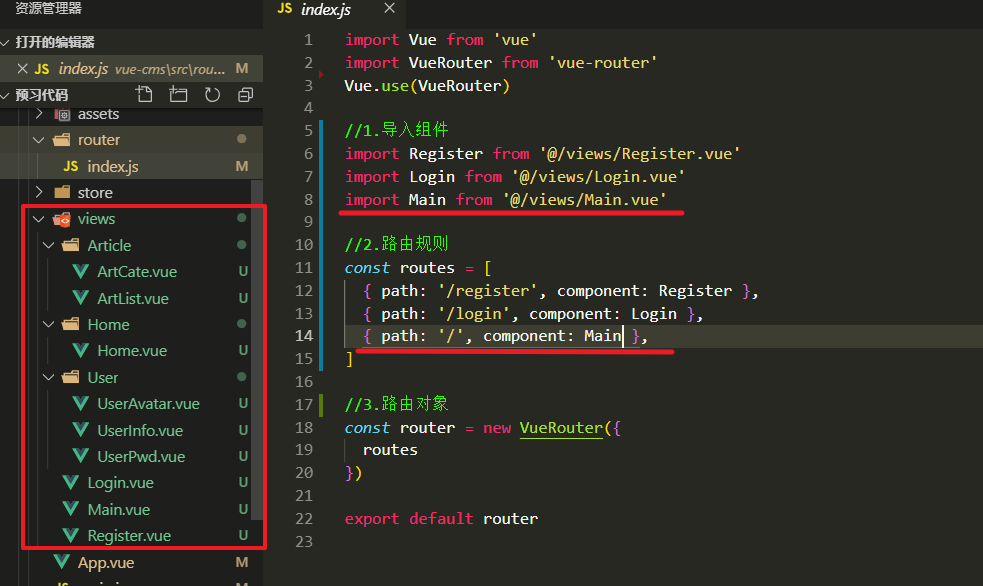 资源管理器
打开的编辑器
JS index.js vue-cms\src\rou... M
预习代码
assets
router
JS index.js M
store
views
Article
ArtCate.vue U
ArtList.vue U
Home
Home.vue U
User
UserAvatar.vue U
UserInfo.vue U
UserPwd.vue U
Login.vue U
Main.vue U
Register.vue U
App.vue M
JS index.js
1 import Vue from 'vue'
2 import VueRouter from 'vue-router'
3 Vue.use(VueRouter)
4
5 //1.导入组件
6 import Register from '@/views/Register.vue'
7 import Login from '@/views/Login.vue'
8 import Main from '@/views/Main.vue'
9
10 //2.路由规则
11 const routes = [
12 { path: '/register', component: Register },
13 { path: '/login', component: Login },
14 { path: '/', component: Main },
15 ]
16
17 //3.路由对象
18 const router = new VueRouter({
19 routes
20 })
21
22 export default router
23